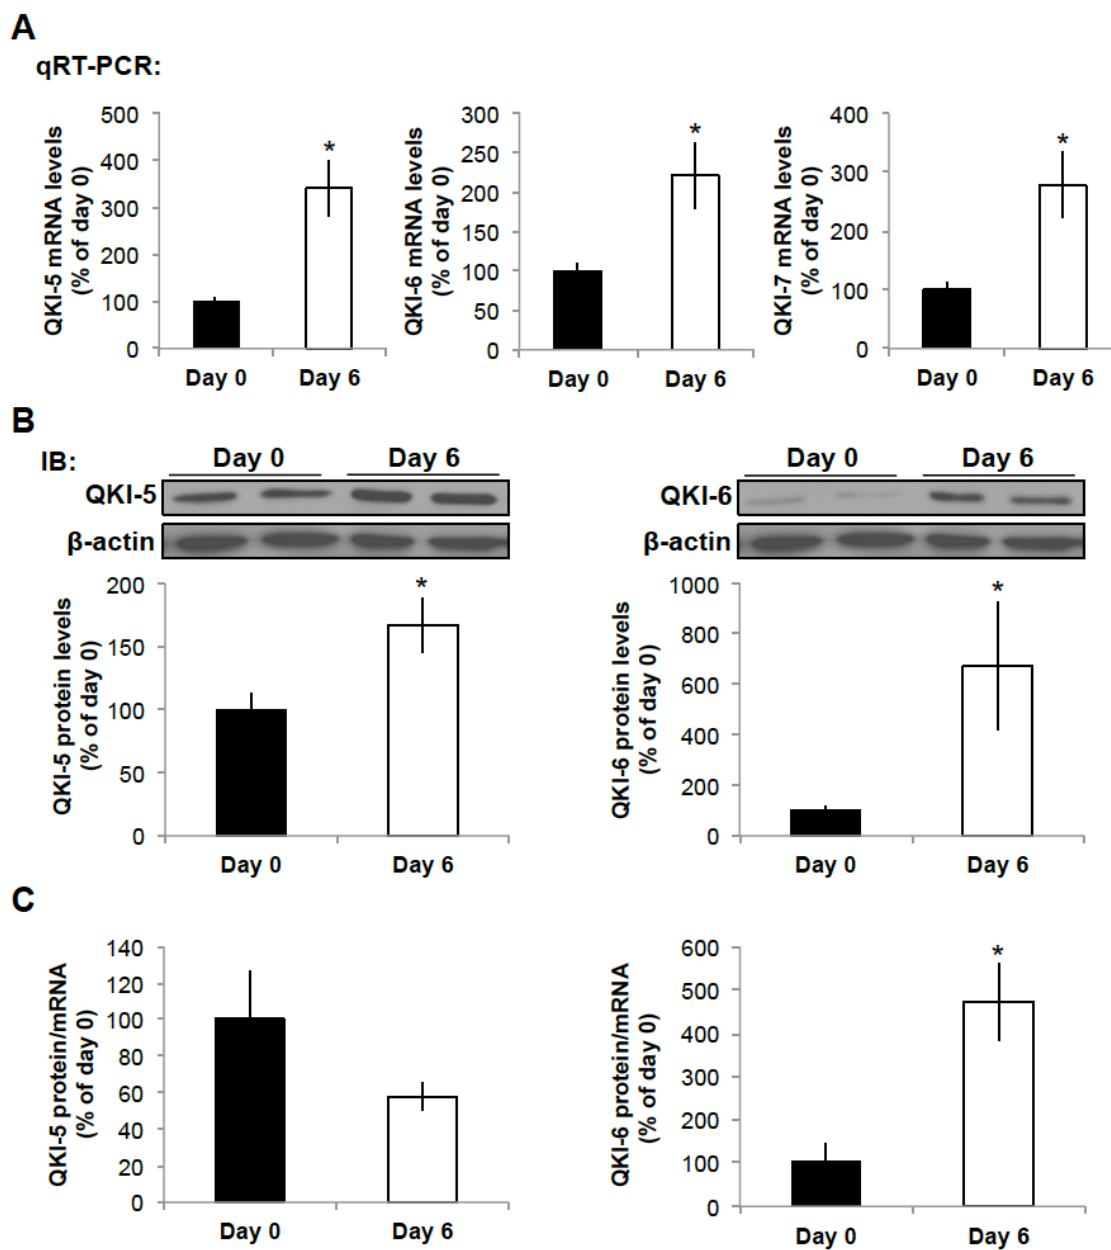 A
qRT-PCR:
QKI-5 mRNA levels
(% of day 0)
500
400
300
200
100
0
*
Day 0 Day 6
QKI-6 mRNA levels
(% of day 0)
300
250
200
150
100
50
0
*
Day 0 Day 6
QKI-7 mRNA levels
(% of day 0)
400
300
200
100
0
*
Day 0 Day 6
B
IB:
Day 0 Day 6
QKI-5
β-actin
QKI-5 protein levels
(% of day 0)
200
150
100
50
0
*
Day 0 Day 6
Day 0 Day 6
QKI-6
β-actin
QKI-6 protein levels
(% of day 0)
1000
800
600
400
200
0
*
Day 0 Day 6
C
QKI-5 protein/mRNA
(% of day 0)
140
120
100
80
60
40
20
0
Day 0 Day 6
QKI-6 protein/mRNA
(% of day 0)
600
500
400
300
200
100
0
*
Day 0 Day 6